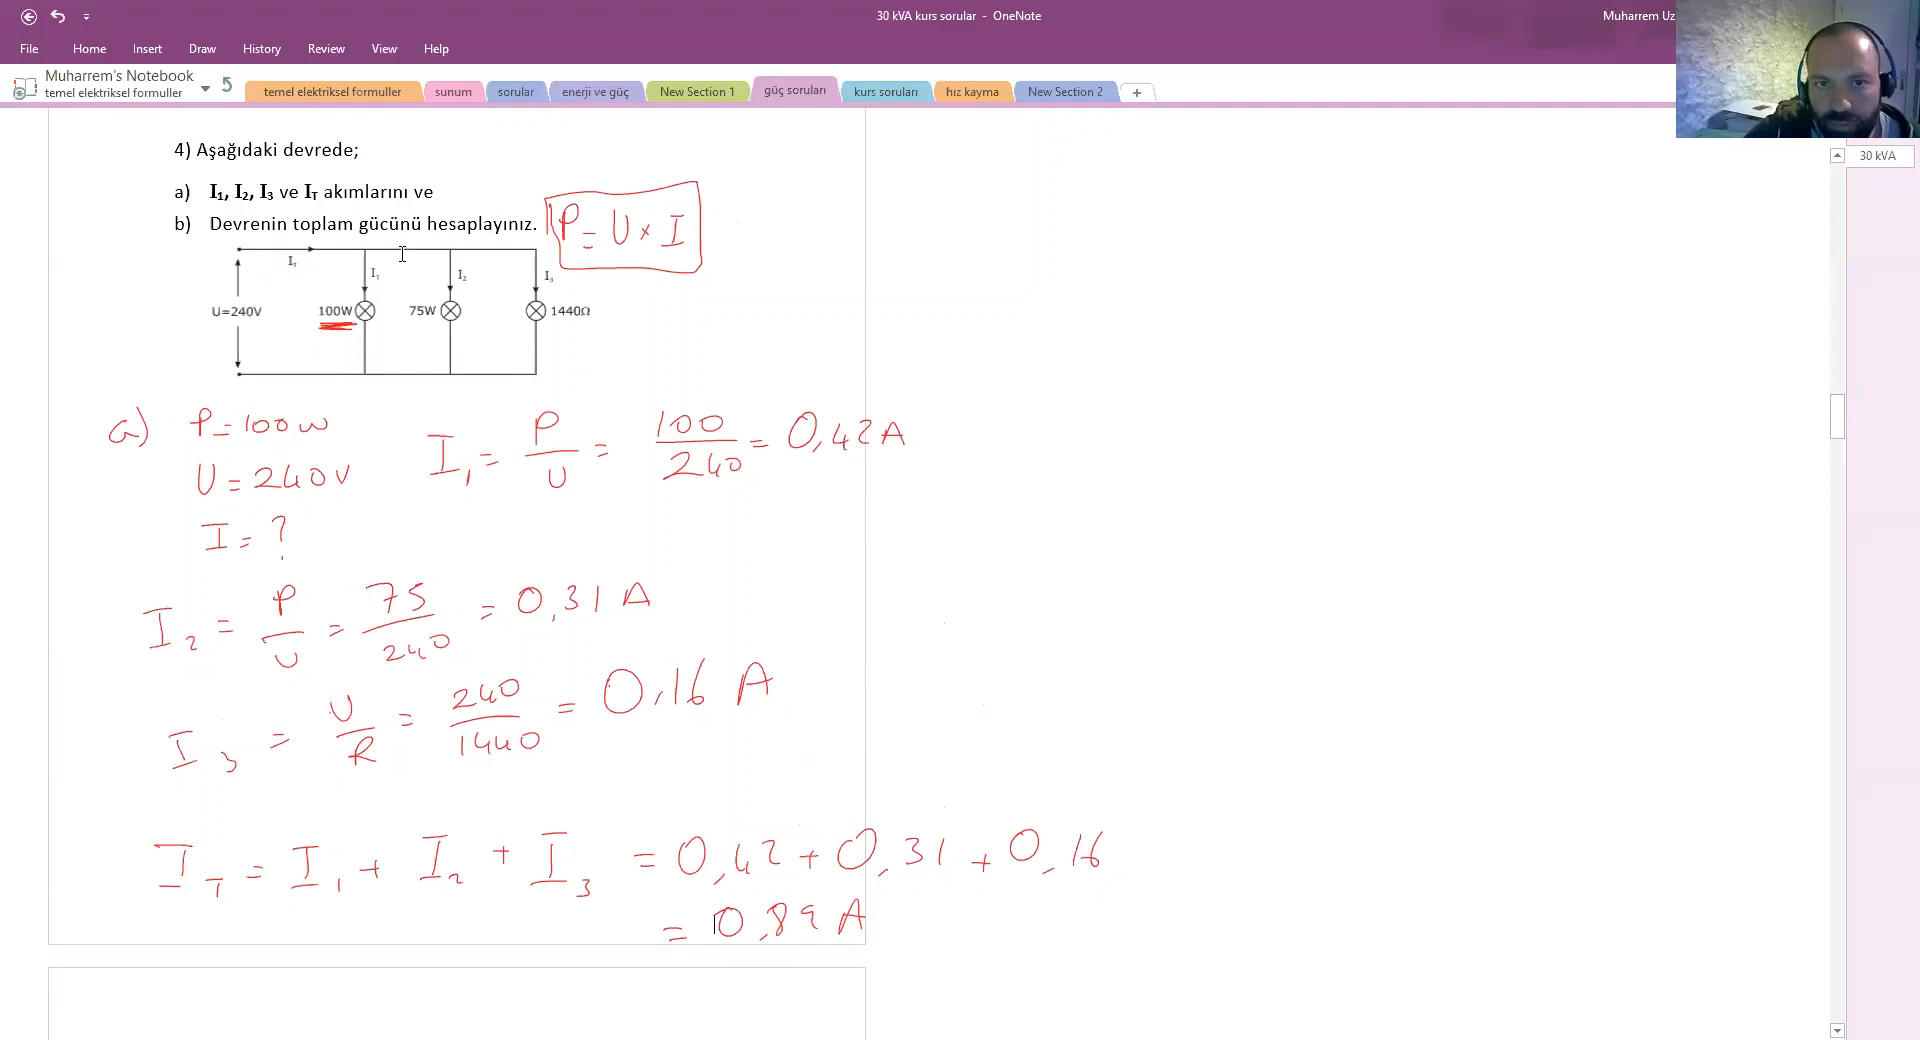 30 kVA kurs sorular - OneNote
Muharrem Uz
File Home Insert Draw History Review View Help
Muharrem's Notebook
temel elektriksel formuller
temel elektriksel formuller sunum sorular enerji ve güç New Section 1 güç soruları kurs soruları hız kayma New Section 2 +
30 kVA
4) Aşağıdaki devrede;
a) I₁, I₂, I₃ ve I_T akımlarını ve
b) Devrenin toplam gücünü hesaplayınız.
P = U × I
I_T I₁ I₂ I₃
U=240V 100W 75W 1440Ω
a) P = 100 W
U = 240 V
I = ?
I₁ = P/U = 100/240 = 0,42 A
I₂ = P/U = 75/240 = 0,31 A
I₃ = U/R = 240/1440 = 0,16 A
I_T = I₁ + I₂ + I₃ = 0,42 + 0,31 + 0,16
= 0,89 A